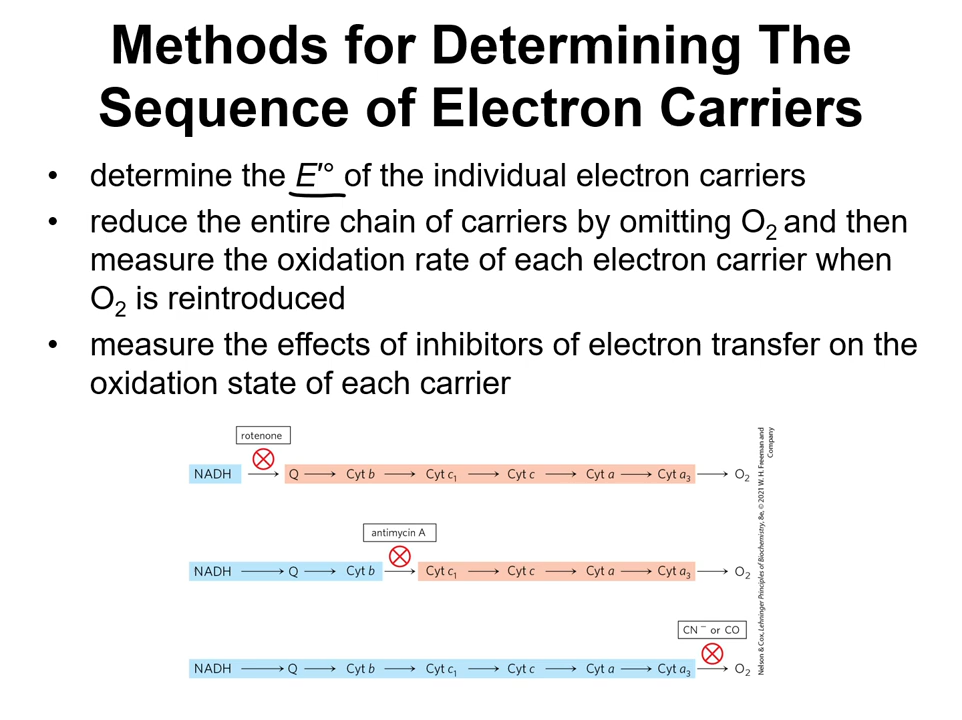 Methods for Determining The
Sequence of Electron Carriers
• determine the E′° of the individual electron carriers
• reduce the entire chain of carriers by omitting O₂ and then
measure the oxidation rate of each electron carrier when
O₂ is reintroduced
• measure the effects of inhibitors of electron transfer on the
oxidation state of each carrier
rotenone
NADH → Q → Cyt b → Cyt c₁ → Cyt c → Cyt a → Cyt a₃ → O₂
antimycin A
NADH → Q → Cyt b → Cyt c₁ → Cyt c → Cyt a → Cyt a₃ → O₂
CN⁻ or CO
NADH → Q → Cyt b → Cyt c₁ → Cyt c → Cyt a → Cyt a₃ → O₂
Nelson & Cox, Lehninger Principles of Biochemistry, 8e, © 2021 W. H. Freeman and
Company